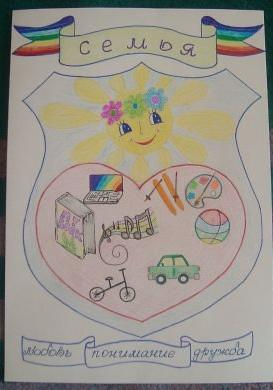 семья
любовь понимание дружба